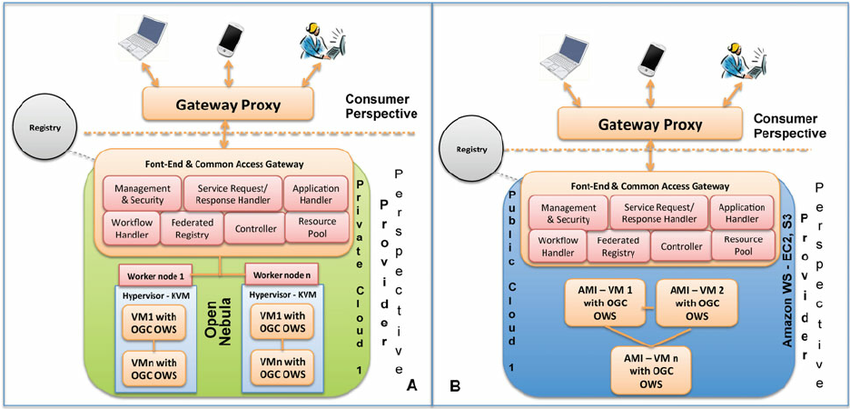 Gateway Proxy
Consumer
Perspective
Registry
Font-End & Common Access Gateway
Management
& Security
Service Request/
Response Handler
Application
Handler
Workflow
Handler
Federated
Registry
Controller
Resource
Pool
Private Cloud 1
Provider
Perspective
Worker node 1
Worker node n
Hypervisor - KVM
Hypervisor - KVM
Open
Nebula
VM1 with
OGC OWS
VM1 with
OGC OWS
VMn with
OGC OWS
VMn with
OGC OWS
A
Gateway Proxy
Consumer
Perspective
Registry
Font-End & Common Access Gateway
Management
& Security
Service Request/
Response Handler
Application
Handler
Workflow
Handler
Federated
Registry
Controller
Resource
Pool
Public Cloud 1
Amazon WS - EC2, S3
Provider
Perspective
AMI – VM 1
with OGC
OWS
AMI – VM 2
with OGC
OWS
AMI – VM n
with OGC
OWS
B